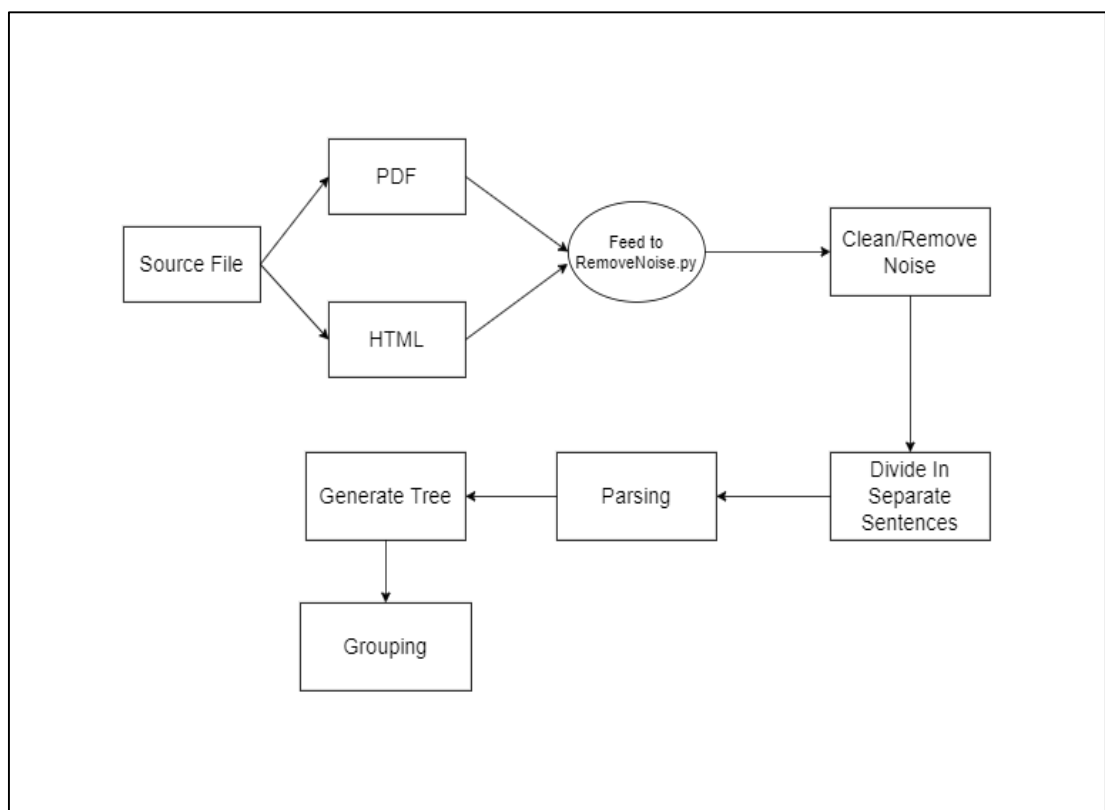 Source File
PDF
HTML
Feed to
RemoveNoise.py
Clean/Remove
Noise
Divide In
Separate
Sentences
Parsing
Generate Tree
Grouping